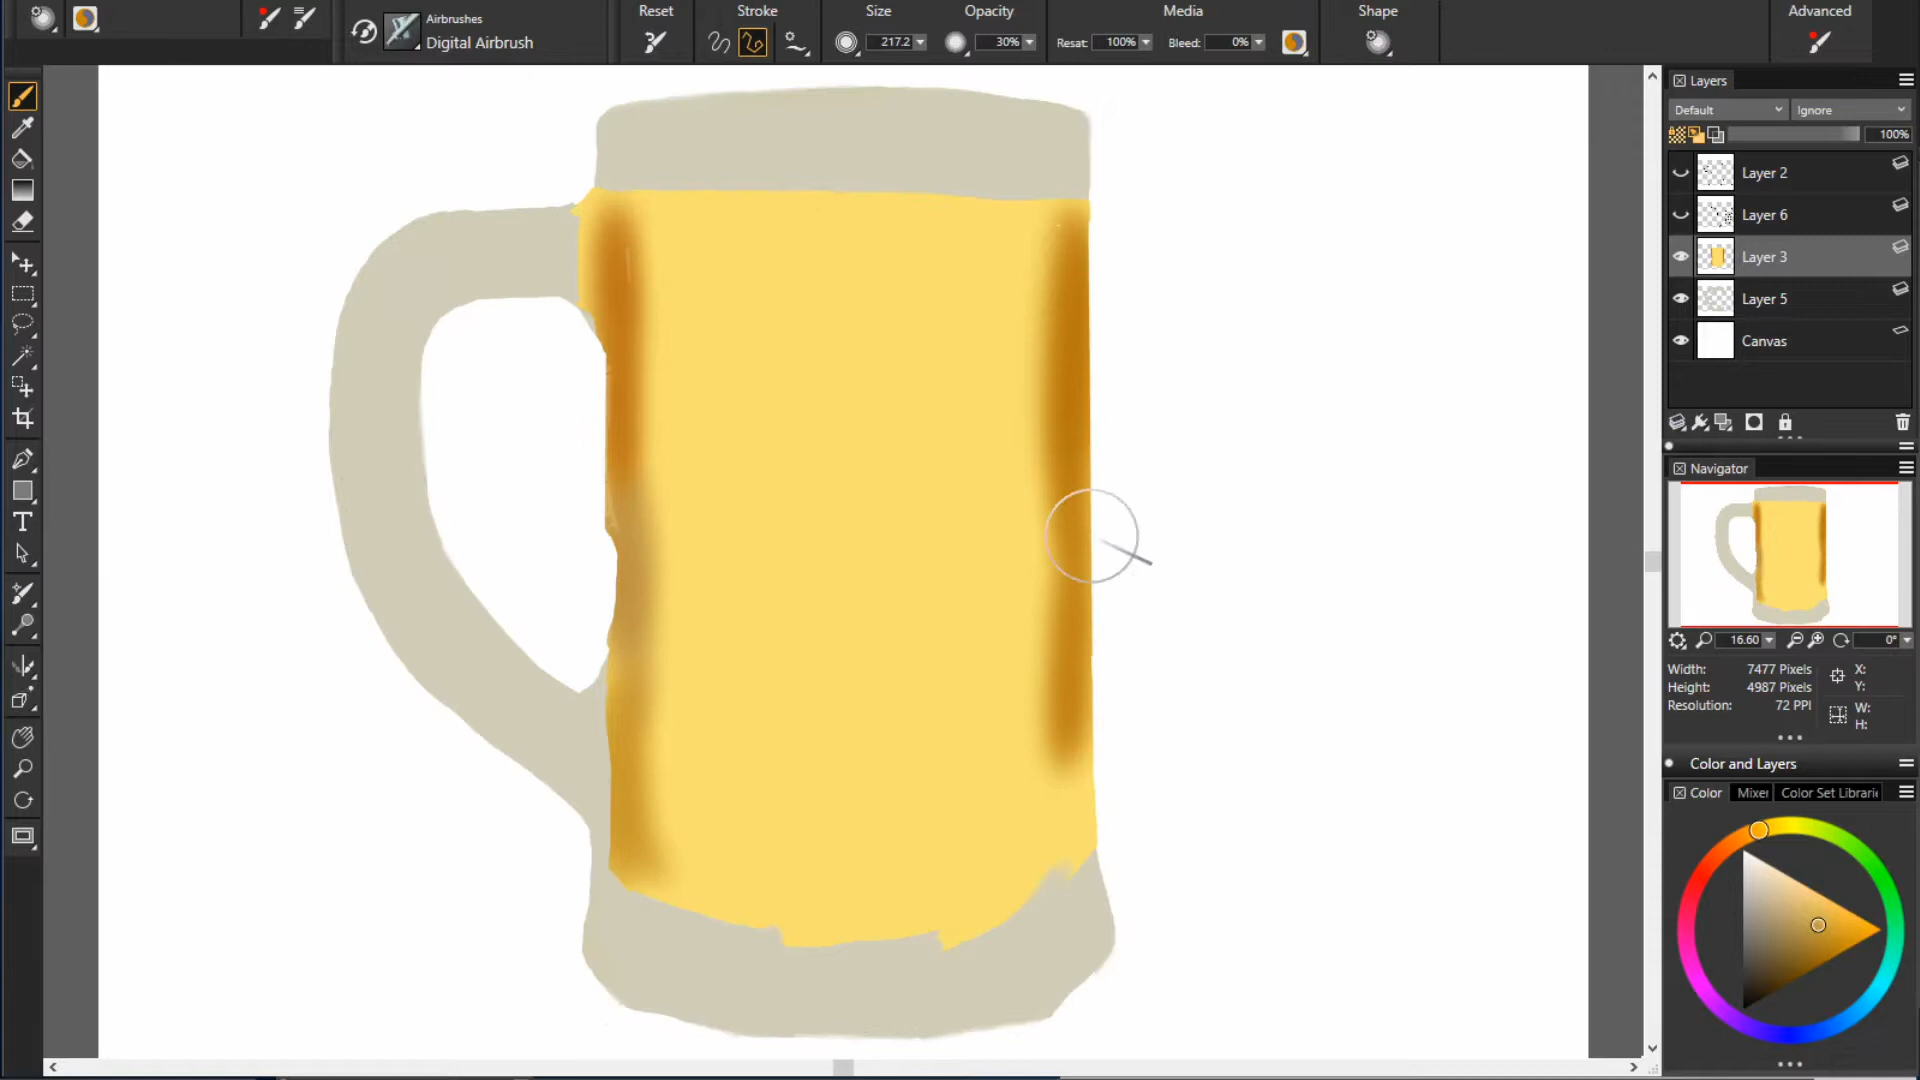 Airbrushes
Digital Airbrush
Reset
Stroke
Size
217.2
Opacity
30%
Media
Resat: 100%
Bleed: 0%
Shape
Advanced
Layers
Default
Ignore
100%
Layer 2
Layer 6
Layer 3
Layer 5
Canvas
Navigator
16.60
0°
Width: 7477 Pixels
Height: 4987 Pixels
Resolution: 72 PPI
X:
Y:
W:
H:
Color and Layers
Color
Mixer
Color Set Librari
T